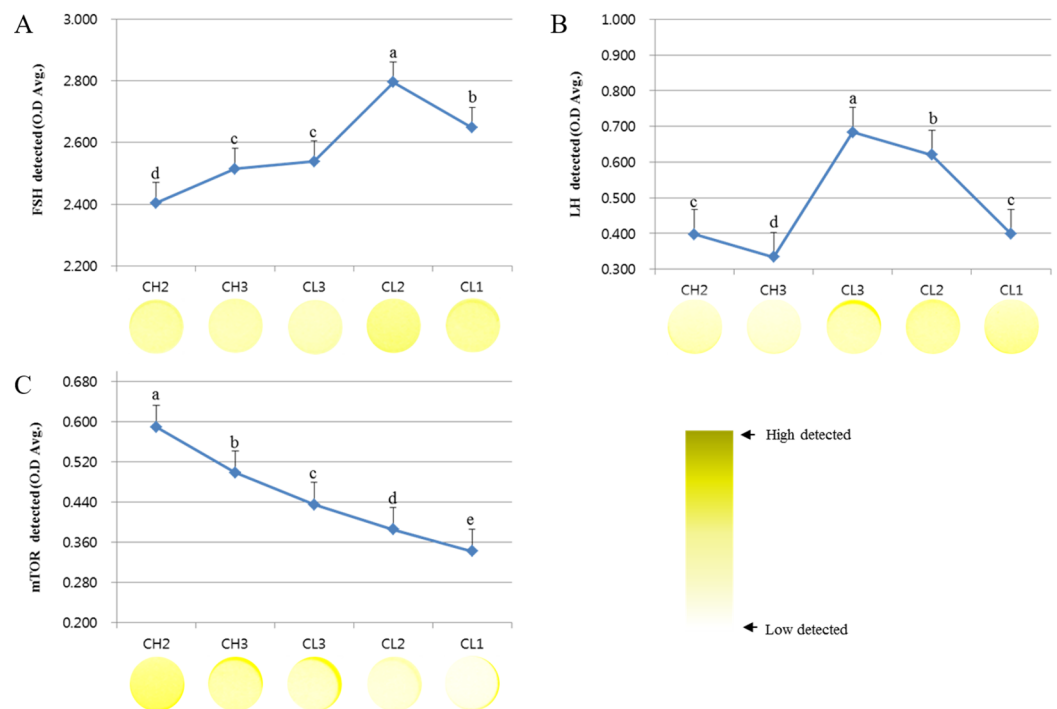 A
FSH detected(O.D Avg.)
3.000
2.800
2.600
2.400
2.200
d
c
c
a
b
CH2 CH3 CL3 CL2 CL1
B
LH detected(O.D Avg.)
1.000
0.900
0.800
0.700
0.600
0.500
0.400
0.300
c
d
a
b
c
CH2 CH3 CL3 CL2 CL1
C
mTOR detected(O.D Avg.)
0.680
0.600
0.520
0.440
0.360
0.280
0.200
a
b
c
d
e
CH2 CH3 CL3 CL2 CL1
High detected
Low detected